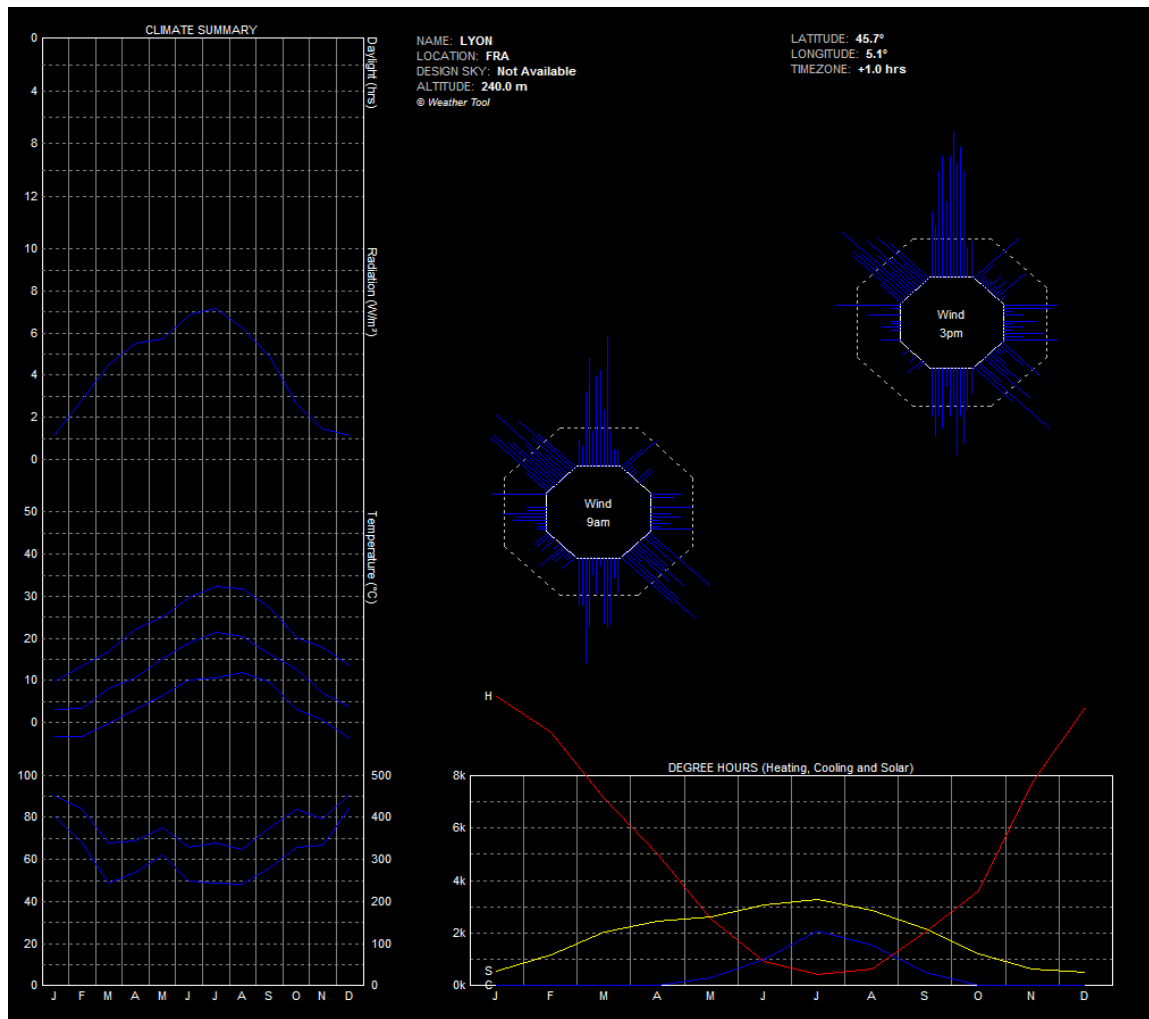 CLIMATE SUMMARY
NAME: LYON
LOCATION: FRA
DESIGN SKY: Not Available
ALTITUDE: 240.0 m
© Weather Tool
LATITUDE: 45.7°
LONGITUDE: 5.1°
TIMEZONE: +1.0 hrs
0
4
8
12
Daylight (hrs)
10
8
6
4
2
0
Radiation (W/m²)
50
40
30
20
10
0
Temperature (°C)
100 500
80 400
60 300
40 200
20 100
0 0
J F M A M J J A S O N D
Wind
3pm
Wind
9am
H
DEGREE HOURS (Heating, Cooling and Solar)
8k
6k
4k
2k
S
0k C
J F M A M J J A S O N D